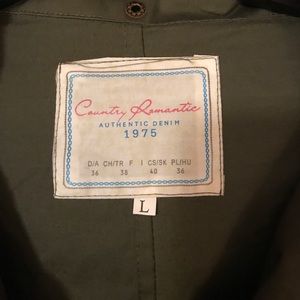 Country Romantic
AUTHENTIC DENIM
1975
D/A CH/TR F I CS/SK PL/HU
36 38 40 36
L